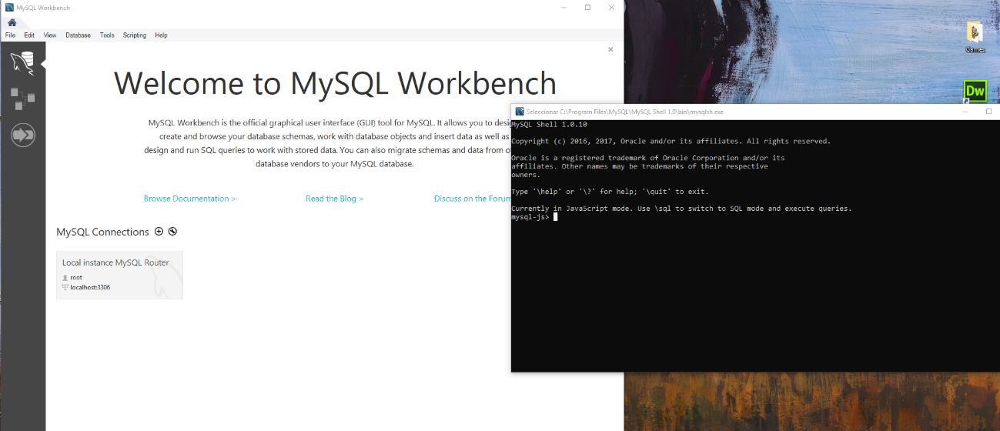 MySQL Workbench
File Edit View Database Tools Scripting Help
Welcome to MySQL Workbench
MySQL Workbench is the official graphical user interface (GUI) tool for MySQL. It allows you to
create and browse your database schemas, work with database objects and insert data as well as
design and run SQL queries to work with stored data. You can also migrate schemas and data from
database vendors to your MySQL database.
Browse Documentation > Read the Blog > Discuss on the
MySQL Connections
Local instance MySQL Router
root
localhost:3306
Games
Dw
Seleccionar C:\Program Files\MySQL\MySQL Shell 1.0\bin\mysqlsh.exe
MySQL Shell 1.0.10
Copyright (c) 2016, 2017, Oracle and/or its affiliates. All rights reserved.
Oracle is a registered trademark of Oracle Corporation and/or its
affiliates. Other names may be trademarks of their respective
owners.
Type '\help' or '\?' for help; '\quit' to exit.
Currently in JavaScript mode. Use \sql to switch to SQL mode and execute queries.
mysql-js>